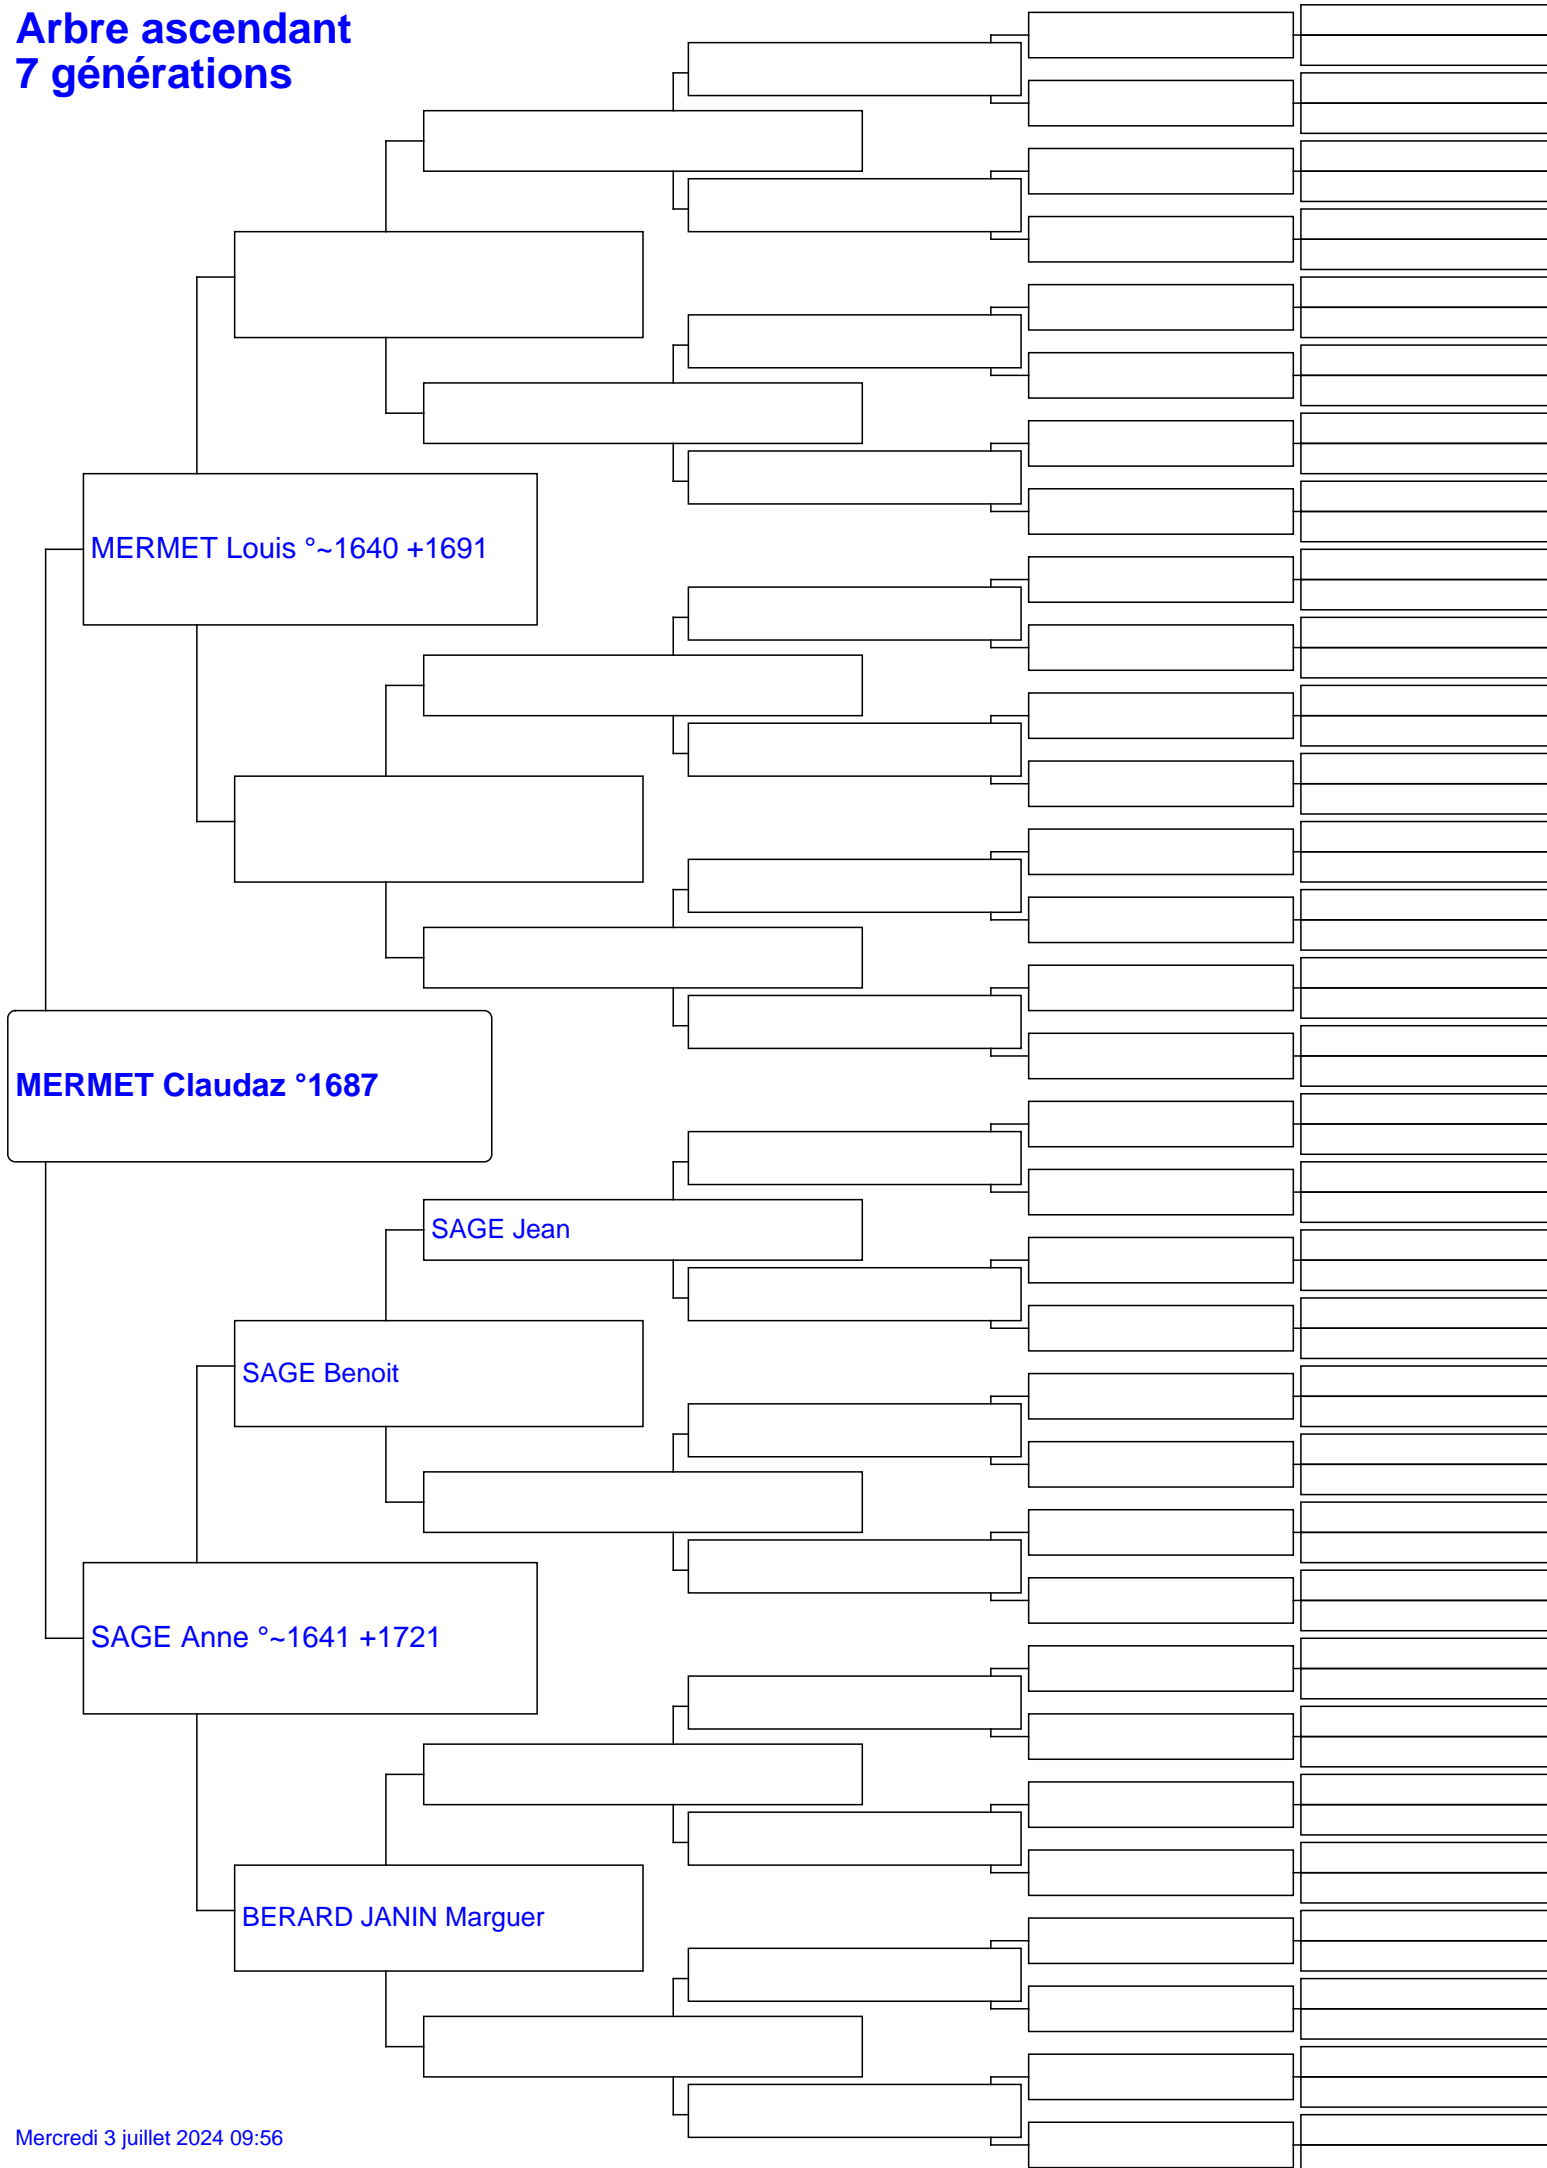 Arbre ascendant
7 générations
MERMET Louis °~1640 +1691
MERMET Claudaz °1687
SAGE Jean
SAGE Benoit
SAGE Anne °~1641 +1721
BERARD JANIN Marguer
Mercredi 3 juillet 2024 09:56